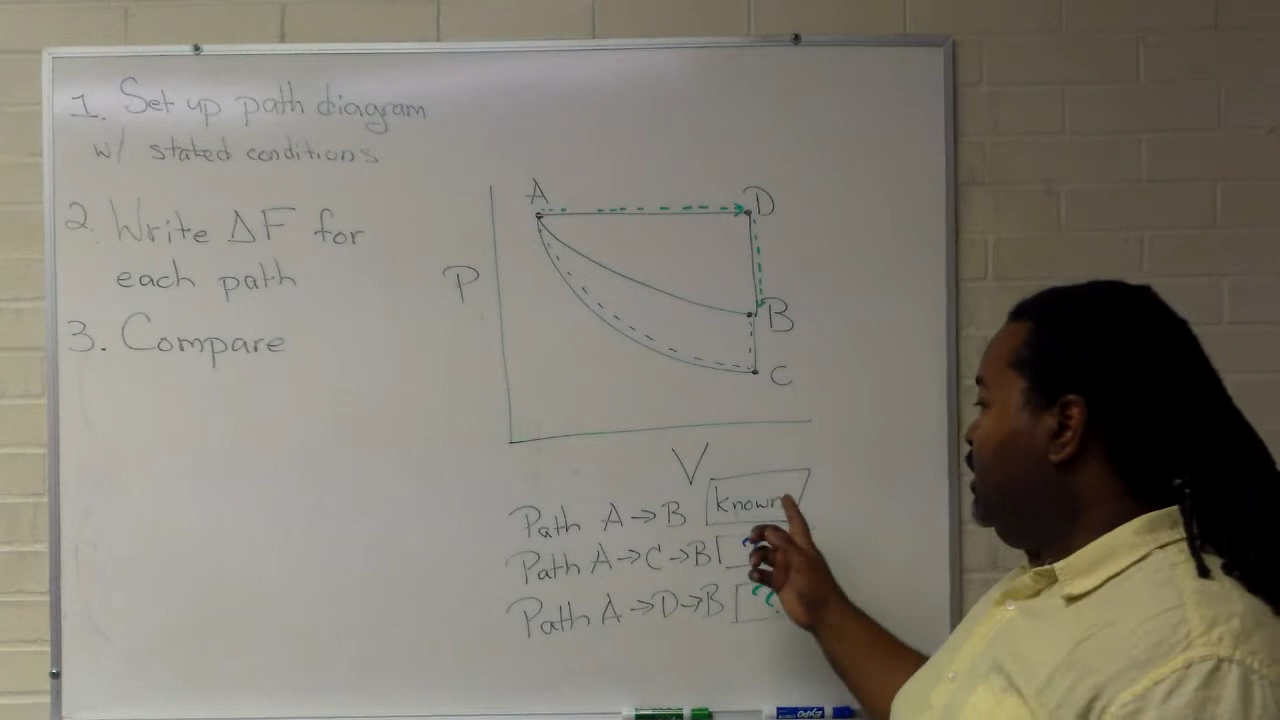 1. Set up path diagram
w/ stated conditions
2. Write ΔF for
each path
3. Compare
A
D
P
B
C
V
Path A→B known
Path A→C→B ?
Path A→D→B ?
EXPO